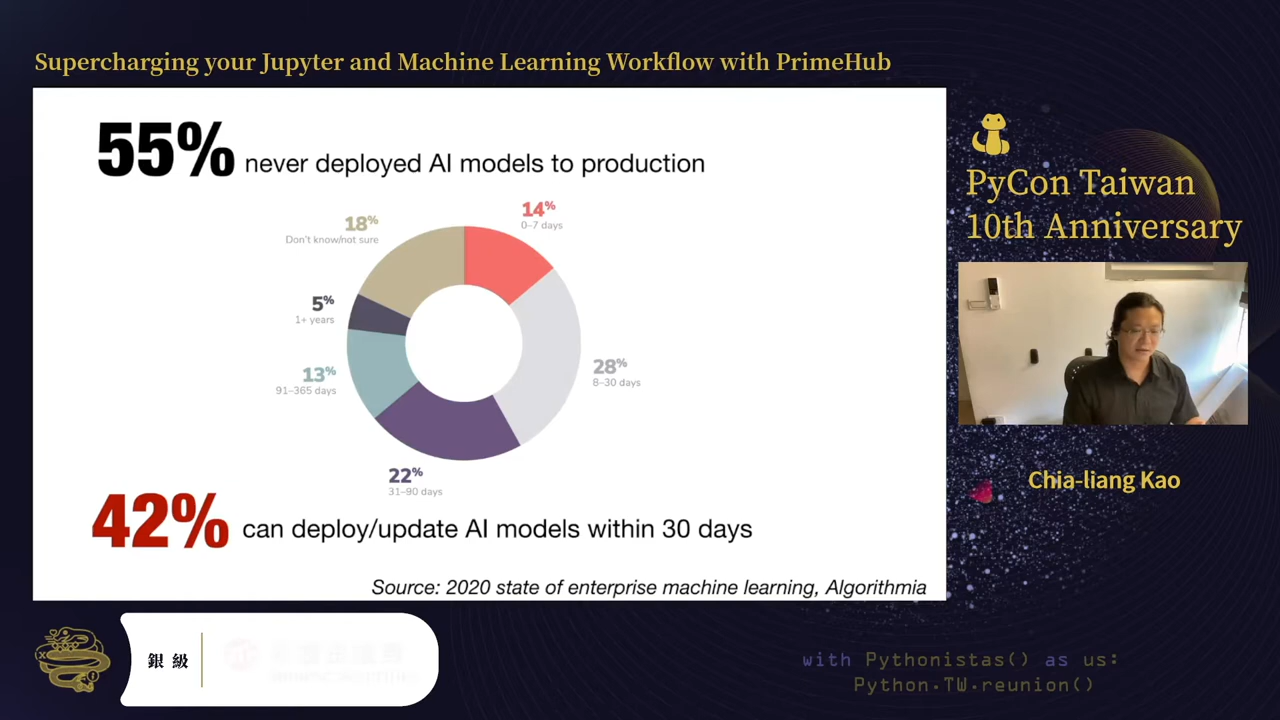 Supercharging your Jupyter and Machine Learning Workflow with PrimeHub
55% never deployed AI models to production
14%
0–7 days
18%
Don't know/not sure
5%
1+ years
28%
8–30 days
13%
91–365 days
22%
31–90 days
42% can deploy/update AI models within 30 days
Source: 2020 state of enterprise machine learning, Algorithmia
PyCon Taiwan
10th Anniversary
Chia-liang Kao
銀級
with Pythonistas() as us:
Python.TW.reunion()